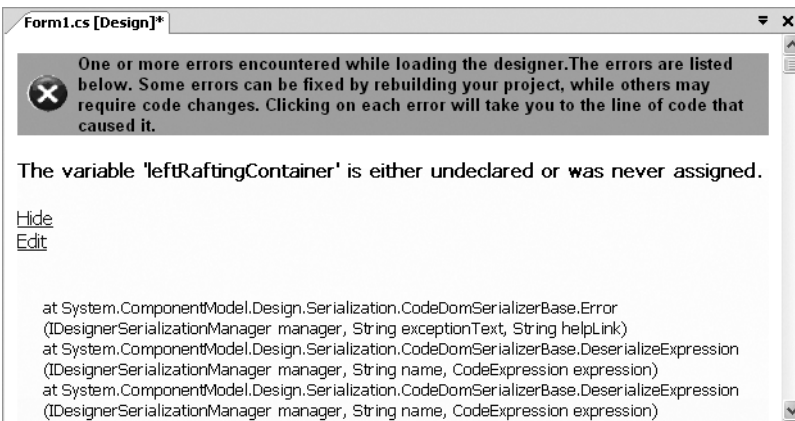 Form1.cs [Design]*
One or more errors encountered while loading the designer.The errors are listed
below. Some errors can be fixed by rebuilding your project, while others may
require code changes. Clicking on each error will take you to the line of code that
caused it.
The variable 'leftRaftingContainer' is either undeclared or was never assigned.
Hide
Edit
at System.ComponentModel.Design.Serialization.CodeDomSerializerBase.Error
(IDesignerSerializationManager manager, String exceptionText, String helpLink)
at System.ComponentModel.Design.Serialization.CodeDomSerializerBase.DeserializeExpression
(IDesignerSerializationManager manager, String name, CodeExpression expression)
at System.ComponentModel.Design.Serialization.CodeDomSerializerBase.DeserializeExpression
(IDesignerSerializationManager manager, String name, CodeExpression expression)